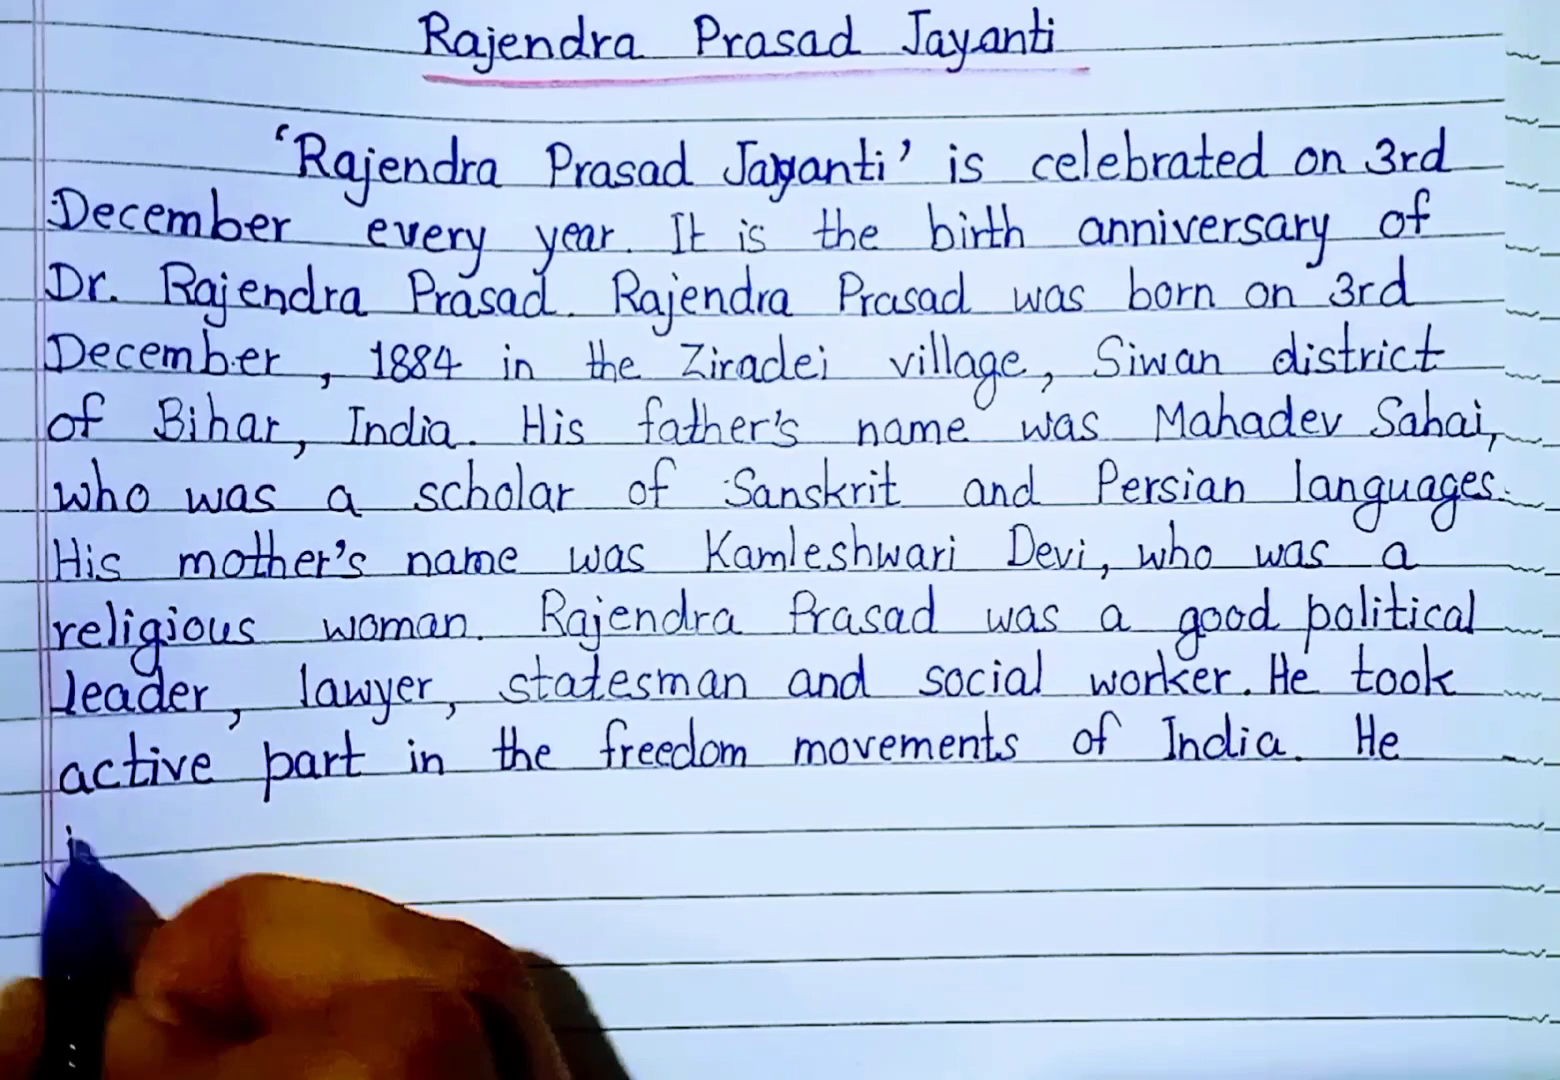 Rajendra Prasad Jayanti
'Rajendra Prasad Jayanti' is celebrated on 3rd
December every year. It is the birth anniversary of
Dr. Rajendra Prasad. Rajendra Prasad was born on 3rd
December, 1884 in the Ziradei village, Siwan district
of Bihar, India. His father's name was Mahadev Sahai,
who was a scholar of Sanskrit and Persian languages.
His mother's name was Kamleshwari Devi, who was a
religious woman. Rajendra Prasad was a good political
leader, lawyer, statesman and social worker. He took
active part in the freedom movements of India. He